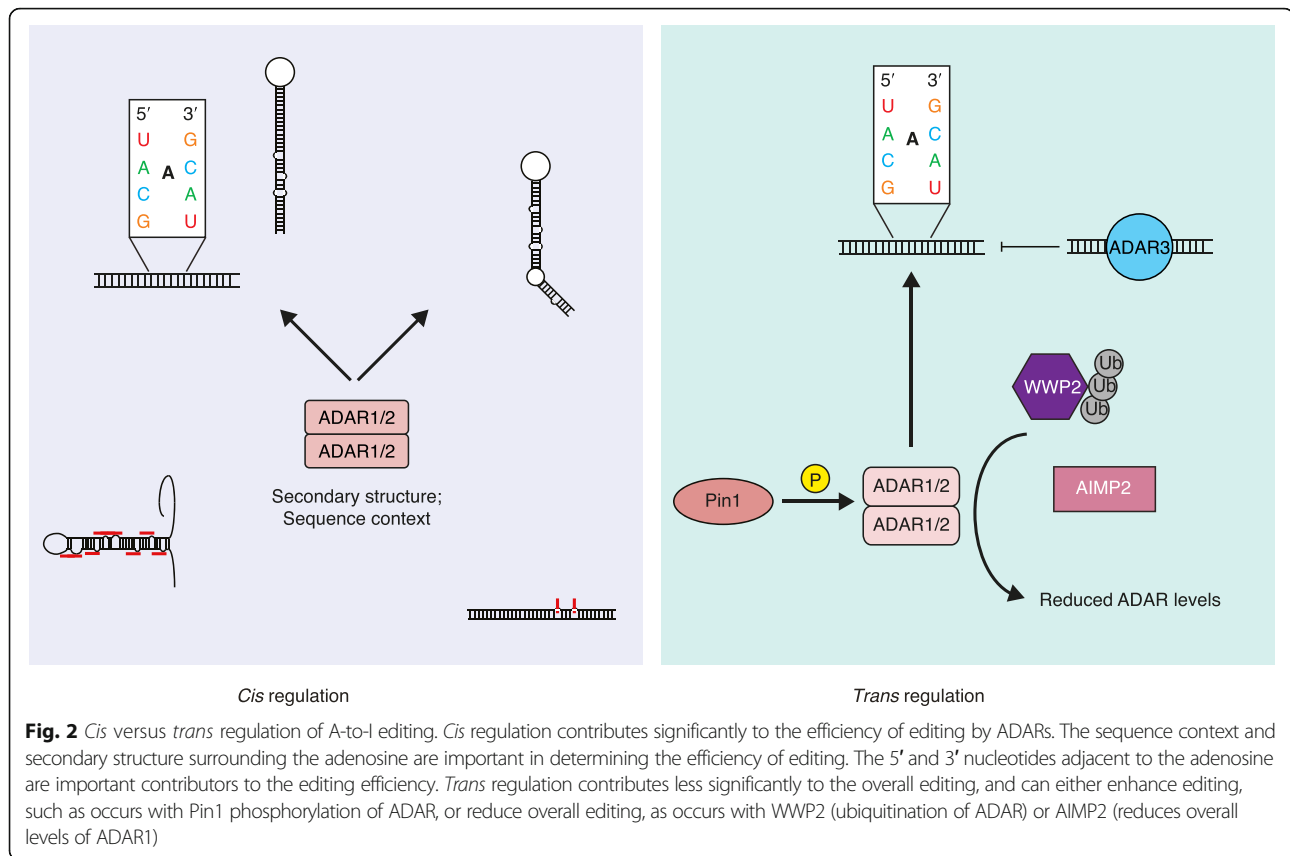 5′ 3′
U G
A A C
C A
G U
ADAR1/2
ADAR1/2
Secondary structure;
Sequence context
Cis regulation
5′ 3′
U G
A A C
C A
G U
ADAR3
WWP2
Ub
Ub
Ub
Pin1
P
ADAR1/2
ADAR1/2
AIMP2
Reduced ADAR levels
Trans regulation
Fig. 2 Cis versus trans regulation of A-to-I editing. Cis regulation contributes significantly to the efficiency of editing by ADARs. The sequence context and
secondary structure surrounding the adenosine are important in determining the efficiency of editing. The 5′ and 3′ nucleotides adjacent to the adenosine
are important contributors to the editing efficiency. Trans regulation contributes less significantly to the overall editing, and can either enhance editing,
such as occurs with Pin1 phosphorylation of ADAR, or reduce overall editing, as occurs with WWP2 (ubiquitination of ADAR) or AIMP2 (reduces overall
levels of ADAR1)